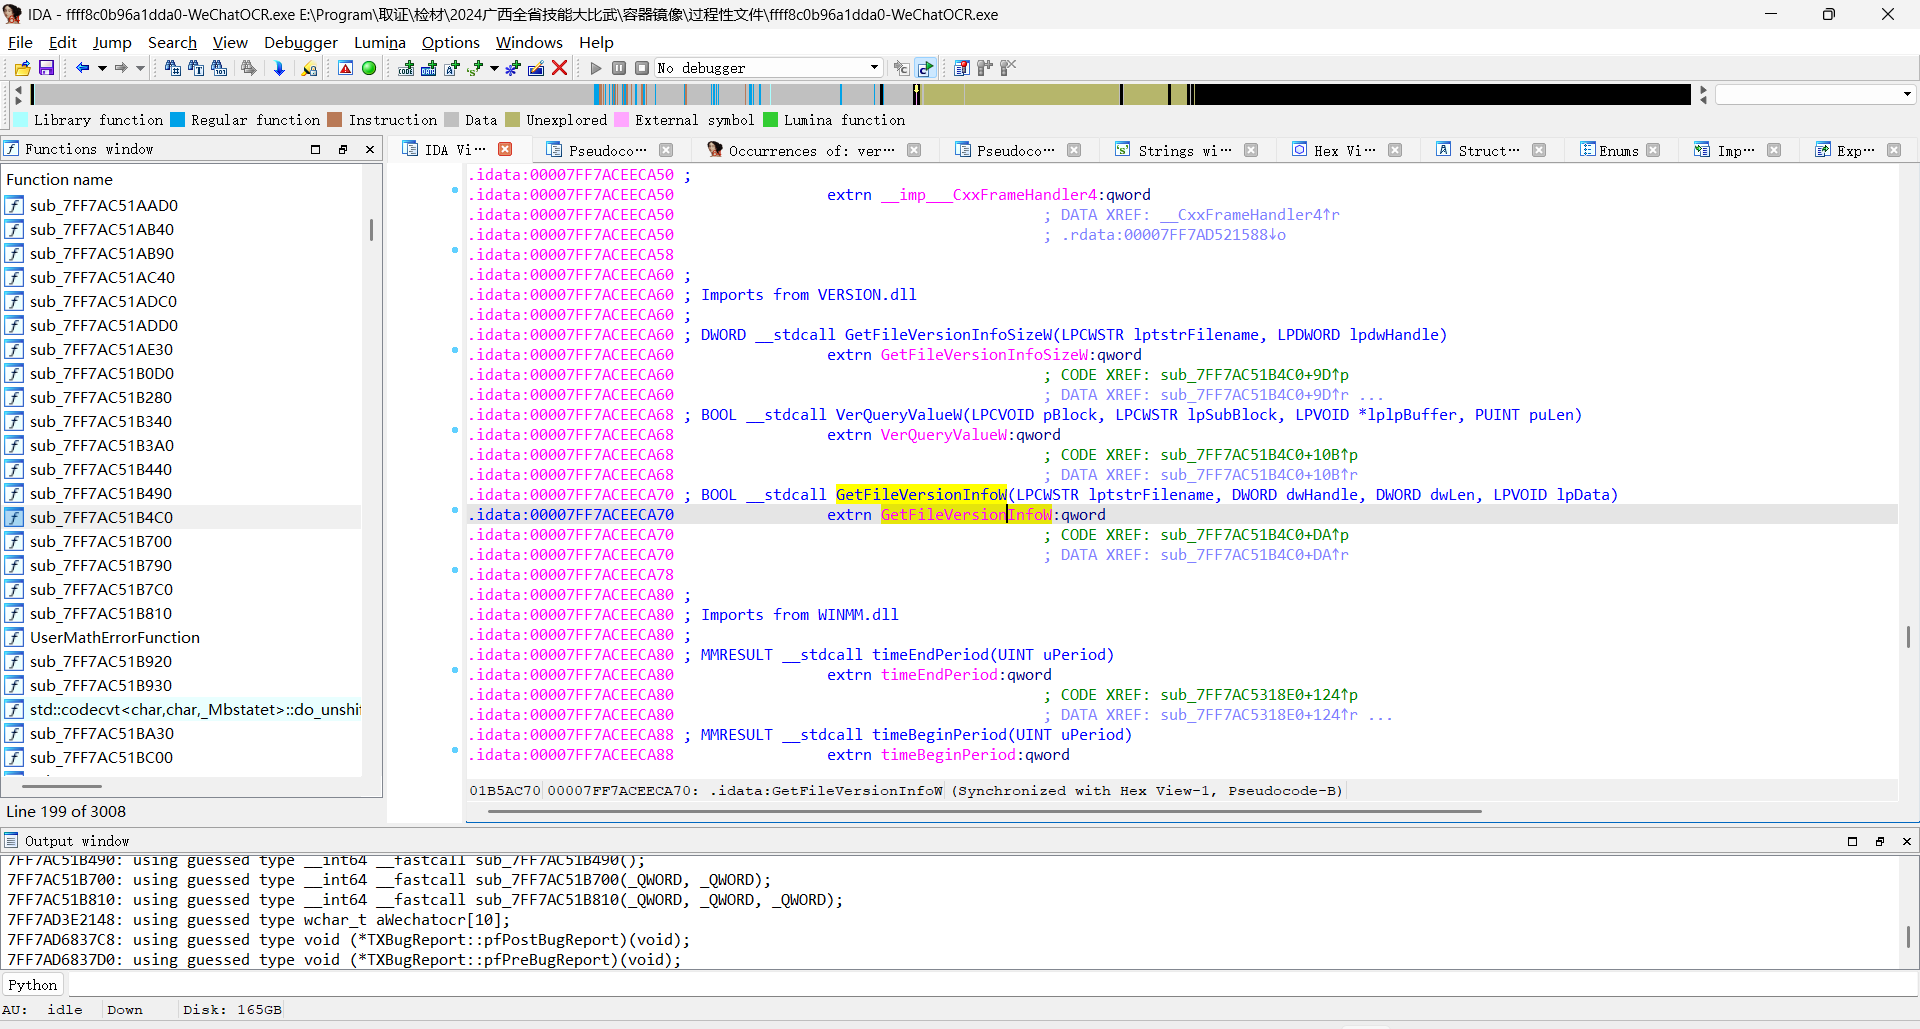 IDA - ffff8c0b96a1dda0-WeChatOCR.exe E:\Program\取证\检材\2024广西全省技能大比武\容器镜像\过程性文件\ffff8c0b96a1dda0-WeChatOCR.exe
File Edit Jump Search View Debugger Lumina Options Windows Help
No debugger
Library function Regular function Instruction Data Unexplored External symbol Lumina function
Functions window
IDA Vi··· Pseudoco··· Occurrences of: ver··· Pseudoco··· Strings wi··· Hex Vi··· Struct··· Enums Imp··· Exp···
Function name
sub_7FF7AC51AAD0
sub_7FF7AC51AB40
sub_7FF7AC51AB90
sub_7FF7AC51AC40
sub_7FF7AC51ADC0
sub_7FF7AC51ADD0
sub_7FF7AC51AE30
sub_7FF7AC51B0D0
sub_7FF7AC51B280
sub_7FF7AC51B340
sub_7FF7AC51B3A0
sub_7FF7AC51B440
sub_7FF7AC51B490
sub_7FF7AC51B4C0
sub_7FF7AC51B700
sub_7FF7AC51B790
sub_7FF7AC51B7C0
sub_7FF7AC51B810
UserMathErrorFunction
sub_7FF7AC51B920
sub_7FF7AC51B930
std::codecvt<char,char,_Mbstatet>::do_unshi
sub_7FF7AC51BA30
sub_7FF7AC51BC00
Line 199 of 3008
.idata:00007FF7ACEECA50 ;
.idata:00007FF7ACEECA50 extrn __imp___CxxFrameHandler4:qword
.idata:00007FF7ACEECA50 ; DATA XREF: __CxxFrameHandler4↑r
.idata:00007FF7ACEECA50 ; .rdata:00007FF7AD521588↓o
.idata:00007FF7ACEECA58
.idata:00007FF7ACEECA60 ;
.idata:00007FF7ACEECA60 ; Imports from VERSION.dll
.idata:00007FF7ACEECA60 ;
.idata:00007FF7ACEECA60 ; DWORD __stdcall GetFileVersionInfoSizeW(LPCWSTR lptstrFilename, LPDWORD lpdwHandle)
.idata:00007FF7ACEECA60 extrn GetFileVersionInfoSizeW:qword
.idata:00007FF7ACEECA60 ; CODE XREF: sub_7FF7AC51B4C0+9D↑p
.idata:00007FF7ACEECA60 ; DATA XREF: sub_7FF7AC51B4C0+9D↑r ...
.idata:00007FF7ACEECA68 ; BOOL __stdcall VerQueryValueW(LPCVOID pBlock, LPCWSTR lpSubBlock, LPVOID *lplpBuffer, PUINT puLen)
.idata:00007FF7ACEECA68 extrn VerQueryValueW:qword
.idata:00007FF7ACEECA68 ; CODE XREF: sub_7FF7AC51B4C0+10B↑p
.idata:00007FF7ACEECA68 ; DATA XREF: sub_7FF7AC51B4C0+10B↑r
.idata:00007FF7ACEECA70 ; BOOL __stdcall GetFileVersionInfoW(LPCWSTR lptstrFilename, DWORD dwHandle, DWORD dwLen, LPVOID lpData)
.idata:00007FF7ACEECA70 extrn GetFileVersionInfoW:qword
.idata:00007FF7ACEECA70 ; CODE XREF: sub_7FF7AC51B4C0+DA↑p
.idata:00007FF7ACEECA70 ; DATA XREF: sub_7FF7AC51B4C0+DA↑r
.idata:00007FF7ACEECA78
.idata:00007FF7ACEECA80 ;
.idata:00007FF7ACEECA80 ; Imports from WINMM.dll
.idata:00007FF7ACEECA80 ;
.idata:00007FF7ACEECA80 ; MMRESULT __stdcall timeEndPeriod(UINT uPeriod)
.idata:00007FF7ACEECA80 extrn timeEndPeriod:qword
.idata:00007FF7ACEECA80 ; CODE XREF: sub_7FF7AC5318E0+124↑p
.idata:00007FF7ACEECA80 ; DATA XREF: sub_7FF7AC5318E0+124↑r ...
.idata:00007FF7ACEECA88 ; MMRESULT __stdcall timeBeginPeriod(UINT uPeriod)
.idata:00007FF7ACEECA88 extrn timeBeginPeriod:qword
01B5AC70 00007FF7ACEECA70: .idata:GetFileVersionInfoW (Synchronized with Hex View-1, Pseudocode-B)
Output window
7FF7AC51B490: using guessed type __int64 __fastcall sub_7FF7AC51B490();
7FF7AC51B700: using guessed type __int64 __fastcall sub_7FF7AC51B700(_QWORD, _QWORD);
7FF7AC51B810: using guessed type __int64 __fastcall sub_7FF7AC51B810(_QWORD, _QWORD, _QWORD);
7FF7AD3E2148: using guessed type wchar_t aWechatocr[10];
7FF7AD6837C8: using guessed type void (*TXBugReport::pfPostBugReport)(void);
7FF7AD6837D0: using guessed type void (*TXBugReport::pfPreBugReport)(void);
Python
AU: idle Down Disk: 165GB